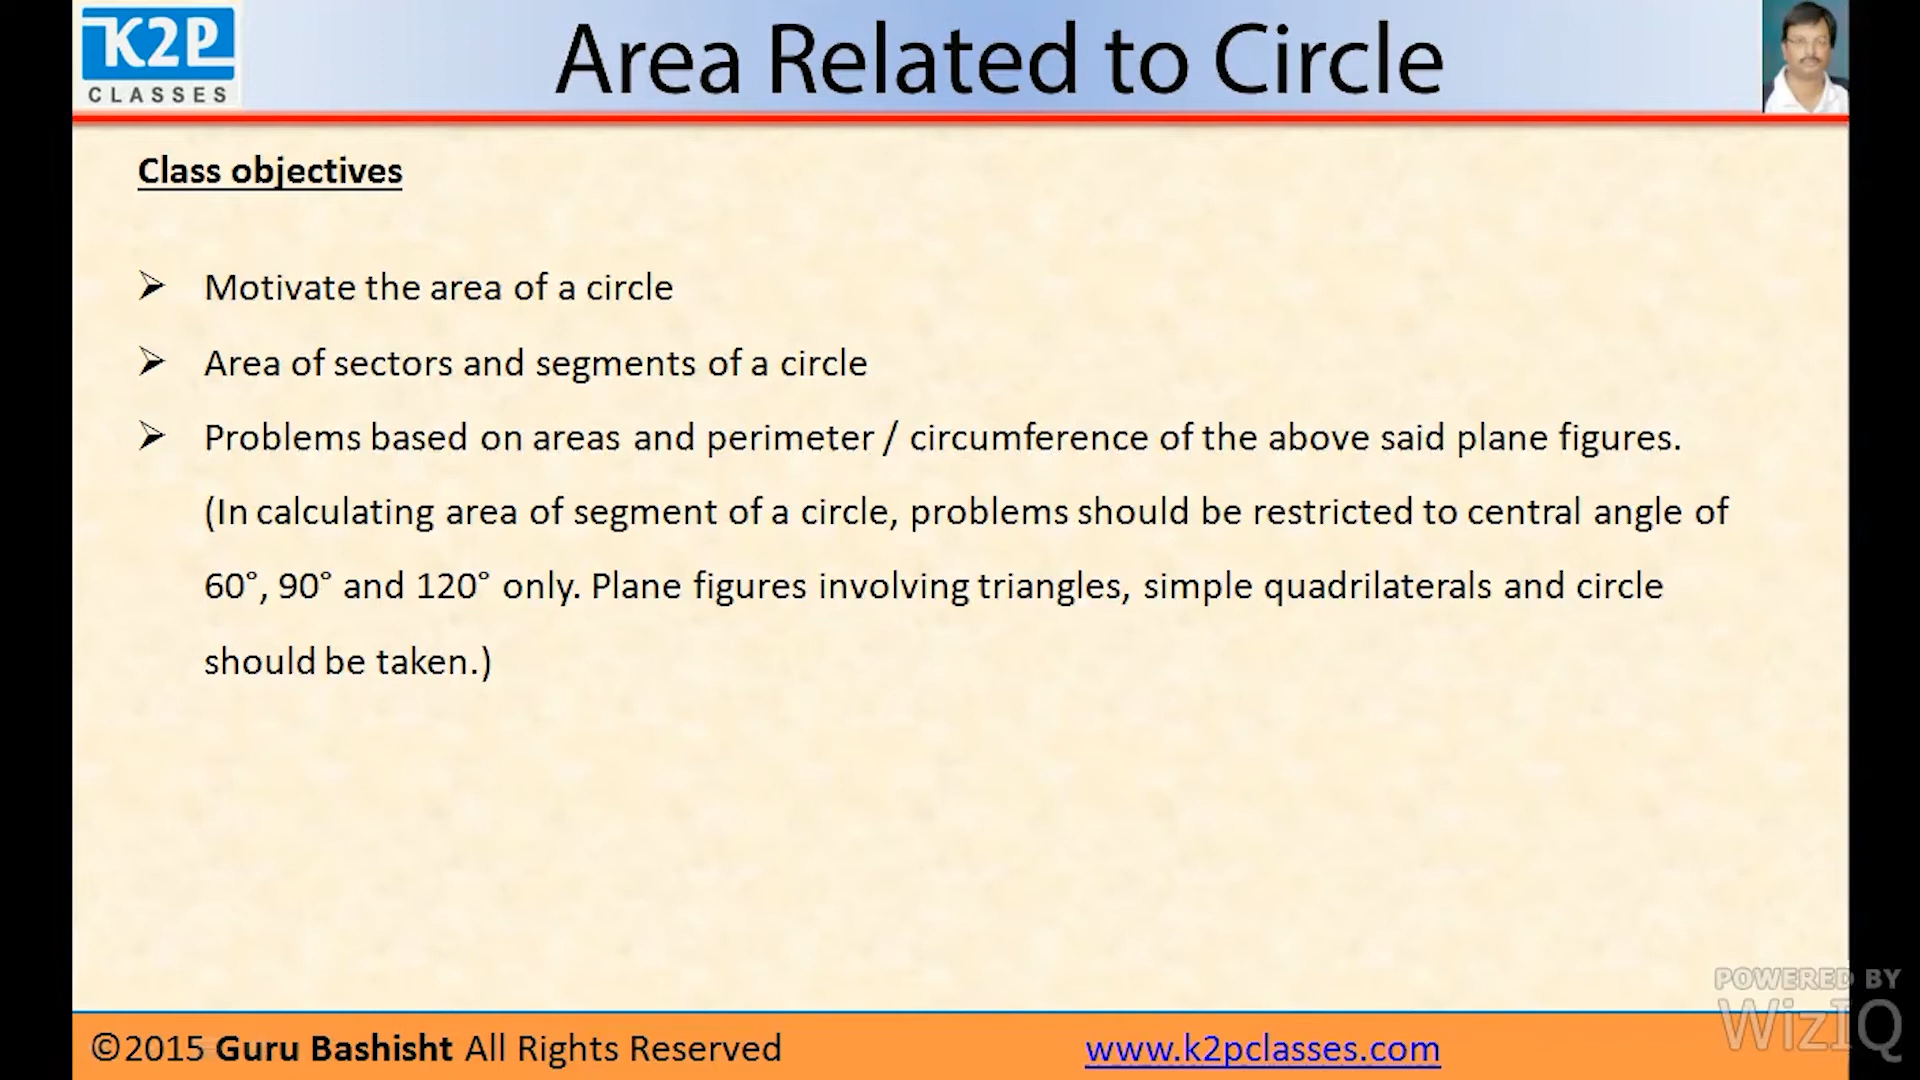 K2P
CLASSES
Area Related to Circle
Class objectives
➢ Motivate the area of a circle
➢ Area of sectors and segments of a circle
➢ Problems based on areas and perimeter / circumference of the above said plane figures.
(In calculating area of segment of a circle, problems should be restricted to central angle of
60°, 90° and 120° only. Plane figures involving triangles, simple quadrilaterals and circle
should be taken.)
POWERED BY
WizIQ
©2015 Guru Bashisht All Rights Reserved
www.k2pclasses.com